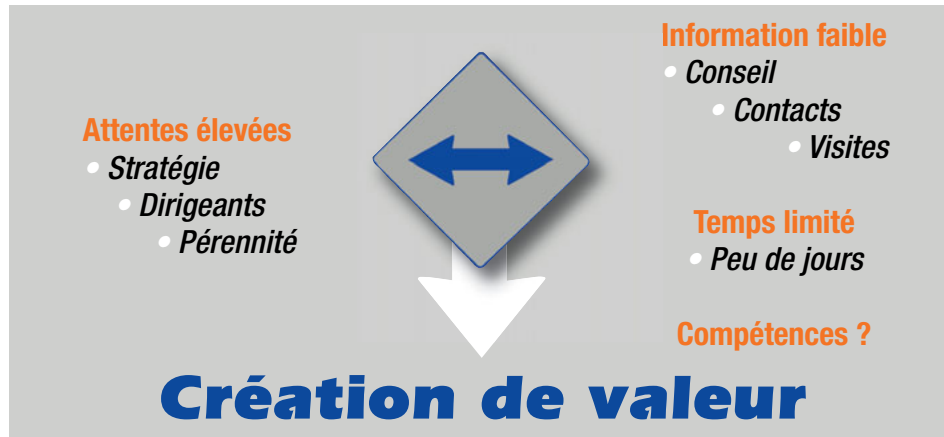 Attentes élevées
• Stratégie
• Dirigeants
• Pérennité
Information faible
• Conseil
• Contacts
• Visites
Temps limité
• Peu de jours
Compétences ?
Création de valeur